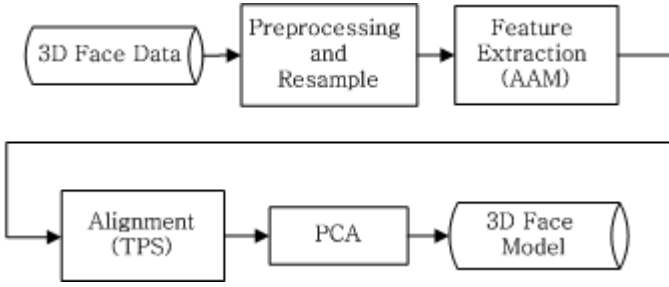 3D Face Data
Preprocessing
and
Resample
Feature
Extraction
(AAM)
Alignment
(TPS)
PCA
3D Face
Model